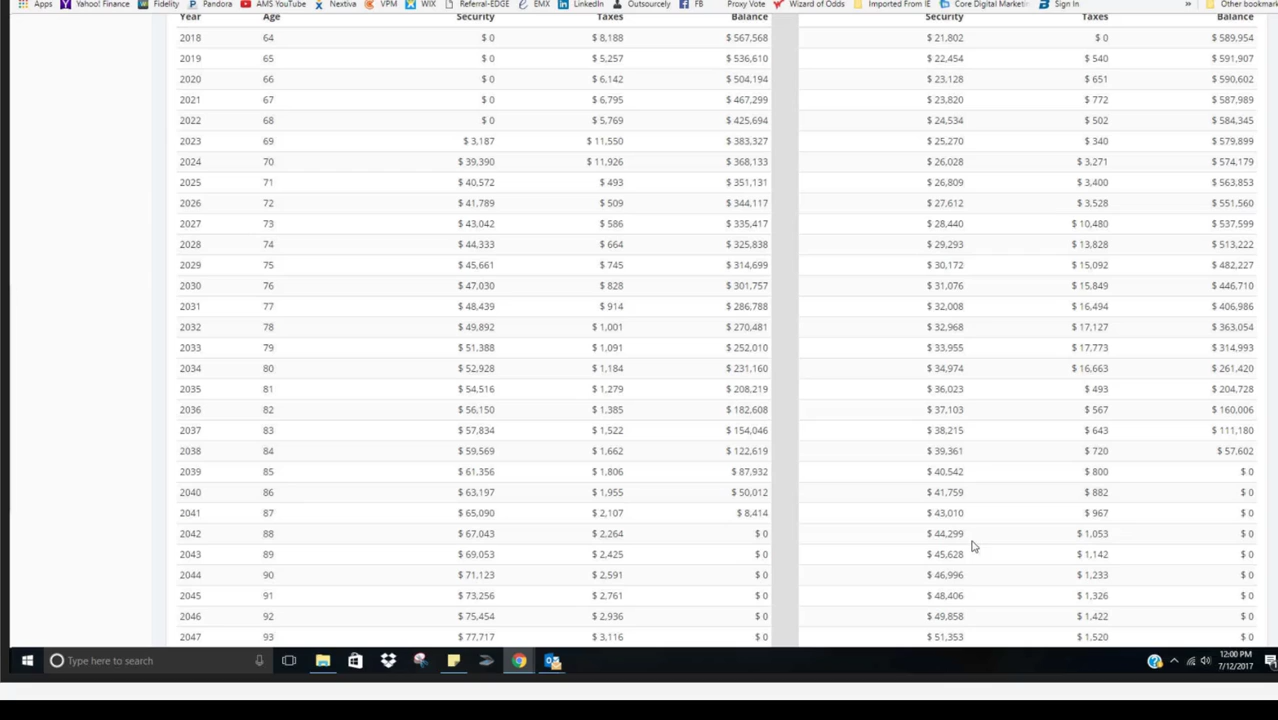 Apps Yahoo! Finance Fidelity Pandora AMS YouTube Nextiva VPM WIX Referral-EDGE EMX LinkedIn Outsourcely FB Proxy Vote Wizard of Odds Imported From IE Core Digital Marketi Sign In » Other bookmar
Year Age Security Taxes Balance Security Taxes Balance
2018 64 $ 0 $ 8,188 $ 567,568 $ 21,802 $ 0 $ 589,954
2019 65 $ 0 $ 5,257 $ 536,610 $ 22,454 $ 540 $ 591,907
2020 66 $ 0 $ 6,142 $ 504,194 $ 23,128 $ 651 $ 590,602
2021 67 $ 0 $ 6,795 $ 467,299 $ 23,820 $ 772 $ 587,989
2022 68 $ 0 $ 5,769 $ 425,694 $ 24,534 $ 502 $ 584,345
2023 69 $ 3,187 $ 11,550 $ 383,327 $ 25,270 $ 340 $ 579,899
2024 70 $ 39,390 $ 11,926 $ 368,133 $ 26,028 $ 3,271 $ 574,179
2025 71 $ 40,572 $ 493 $ 351,131 $ 26,809 $ 3,400 $ 563,853
2026 72 $ 41,789 $ 509 $ 344,117 $ 27,612 $ 3,528 $ 551,560
2027 73 $ 43,042 $ 586 $ 335,417 $ 28,440 $ 10,480 $ 537,599
2028 74 $ 44,333 $ 664 $ 325,838 $ 29,293 $ 13,828 $ 513,222
2029 75 $ 45,661 $ 745 $ 314,699 $ 30,172 $ 15,092 $ 482,227
2030 76 $ 47,030 $ 828 $ 301,757 $ 31,076 $ 15,849 $ 446,710
2031 77 $ 48,439 $ 914 $ 286,788 $ 32,008 $ 16,494 $ 406,986
2032 78 $ 49,892 $ 1,001 $ 270,481 $ 32,968 $ 17,127 $ 363,054
2033 79 $ 51,388 $ 1,091 $ 252,010 $ 33,955 $ 17,773 $ 314,993
2034 80 $ 52,928 $ 1,184 $ 231,160 $ 34,974 $ 16,663 $ 261,420
2035 81 $ 54,516 $ 1,279 $ 208,219 $ 36,023 $ 493 $ 204,728
2036 82 $ 56,150 $ 1,385 $ 182,608 $ 37,103 $ 567 $ 160,006
2037 83 $ 57,834 $ 1,522 $ 154,046 $ 38,215 $ 643 $ 111,180
2038 84 $ 59,569 $ 1,662 $ 122,619 $ 39,361 $ 720 $ 57,602
2039 85 $ 61,356 $ 1,806 $ 87,932 $ 40,542 $ 800 $ 0
2040 86 $ 63,197 $ 1,955 $ 50,012 $ 41,759 $ 882 $ 0
2041 87 $ 65,090 $ 2,107 $ 8,414 $ 43,010 $ 967 $ 0
2042 88 $ 67,043 $ 2,264 $ 0 $ 44,299 $ 1,053 $ 0
2043 89 $ 69,053 $ 2,425 $ 0 $ 45,628 $ 1,142 $ 0
2044 90 $ 71,123 $ 2,591 $ 0 $ 46,996 $ 1,233 $ 0
2045 91 $ 73,256 $ 2,761 $ 0 $ 48,406 $ 1,326 $ 0
2046 92 $ 75,454 $ 2,936 $ 0 $ 49,858 $ 1,422 $ 0
2047 93 $ 77,717 $ 3,116 $ 0 $ 51,353 $ 1,520 $ 0
Type here to search
12:00 PM
7/12/2017